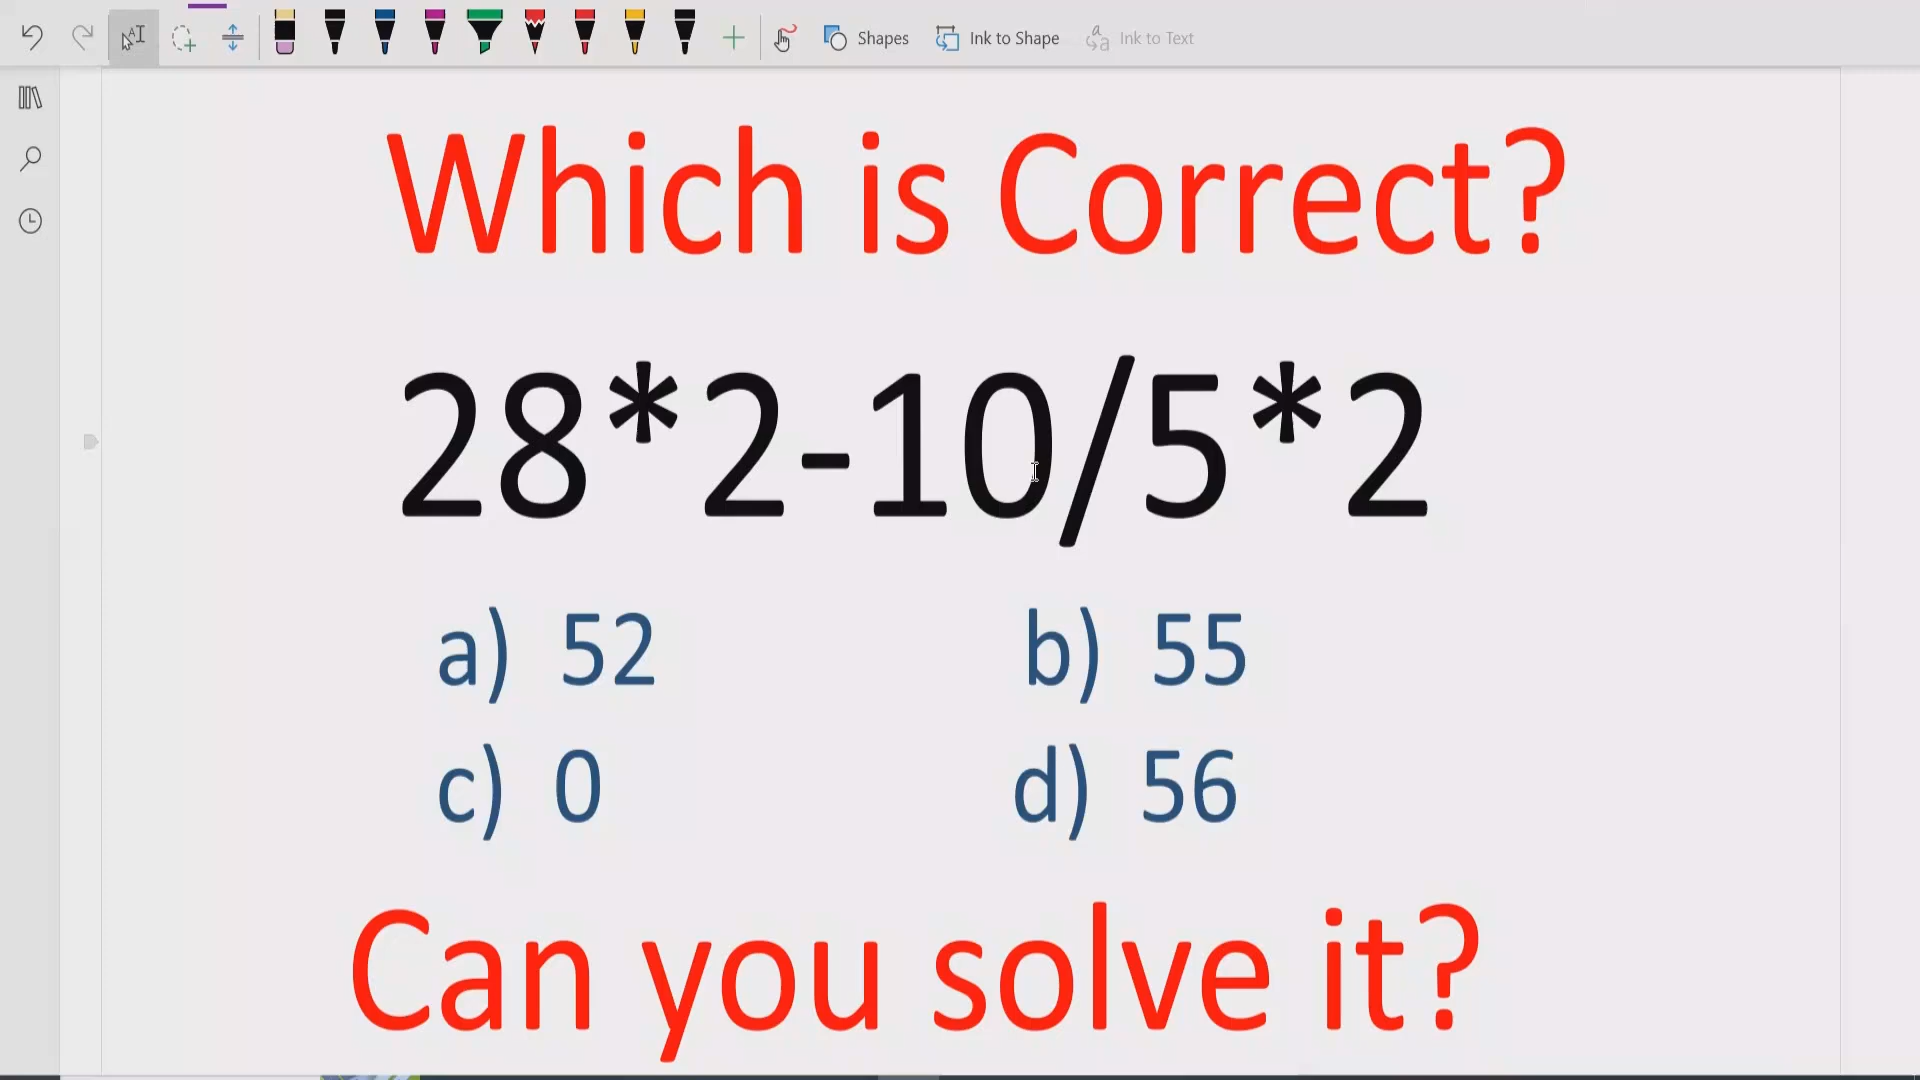 Shapes Ink to Shape Ink to Text
Which is Correct?
28*2-10/5*2
a) 52 b) 55
c) 0 d) 56
Can you solve it?